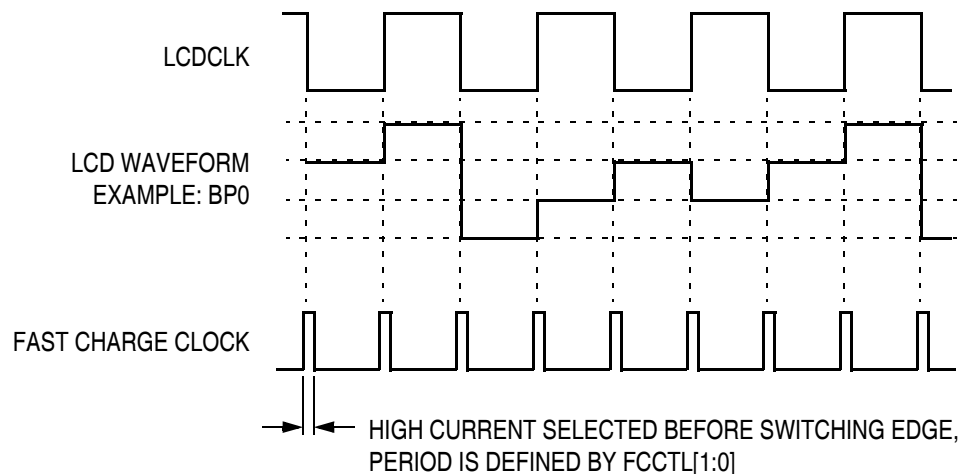 LCDCLK
LCD WAVEFORM
EXAMPLE: BP0
FAST CHARGE CLOCK
HIGH CURRENT SELECTED BEFORE SWITCHING EDGE,
PERIOD IS DEFINED BY FCCTL[1:0]